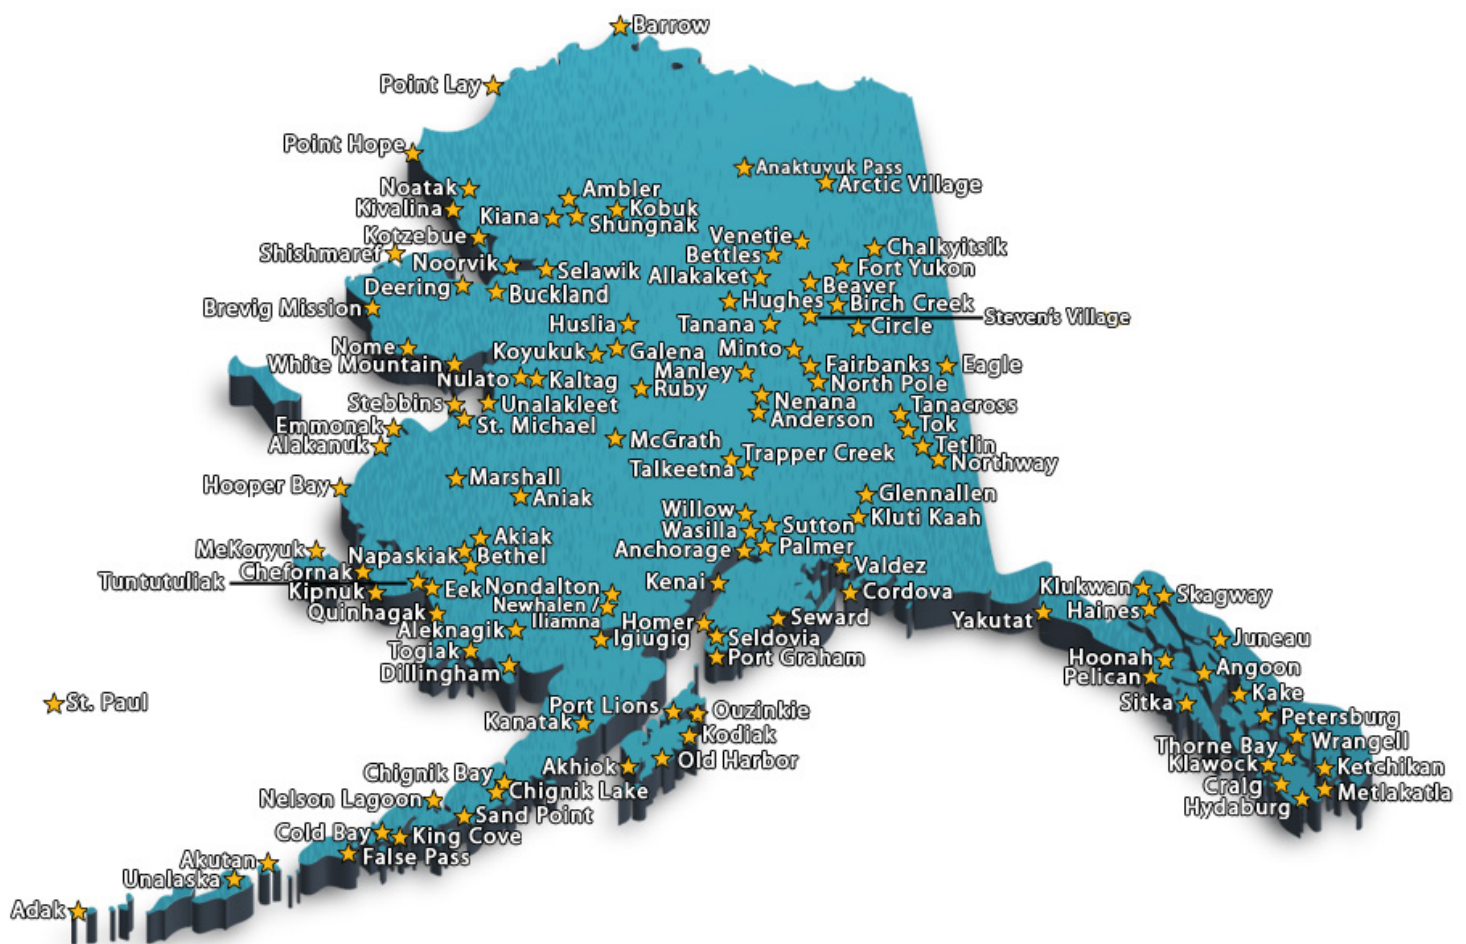 Barrow
Point Lay
Point Hope
Anaktuvuk Pass
Arctic Village
Noatak
Ambler
Kivalina
Kiana
Kobuk
Shungnak
Kotzebue
Venetie
Chalkyitsik
Shishmaref
Bettles
Noorvik
Selawik
Allakaket
Fort Yukon
Deering
Buckland
Beaver
Brevig Mission
Hughes
Birch Creek
Steven's Village
Huslia
Tanana
Circle
Nome
Koyukuk
Galena
Minto
White Mountain
Fairbanks
Eagle
Nulato
Kaltag
Manley
Ruby
North Pole
Stebbins
Unalakleet
Nenana
Tanacross
Emmonak
St. Michael
Anderson
Tok
Alakanuk
McGrath
Tetlin
Trapper Creek
Talkeetna
Northway
Hooper Bay
Marshall
Aniak
Glennallen
Willow
Kluti Kaah
Wasilla
Sutton
Akiak
MeKoryuk
Napaskiak
Bethel
Anchorage
Palmer
Chefornak
Valdez
Tuntutuliak
Kipnuk
Eek
Nondalton
Kenai
Cordova
Klukwan
Skagway
Quinhagak
Newhalen /
Iliamna
Haines
Aleknagik
Homer
Seward
Yakutat
Togiak
Igiugig
Seldovia
Juneau
Dillingham
Port Graham
Hoonah
Angoon
Pelican
St. Paul
Port Lions
Ouzinkie
Sitka
Kake
Kanatak
Kodiak
Petersburg
Wrangell
Akhiok
Old Harbor
Thorne Bay
Klawock
Ketchikan
Chignik Bay
Chignik Lake
Craig
Metlakatla
Nelson Lagoon
Hydaburg
Sand Point
Cold Bay
King Cove
False Pass
Akutan
Unalaska
Adak